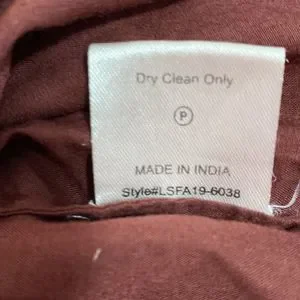 Dry Clean Only
P
MADE IN INDIA
Style#LSFA19-6038